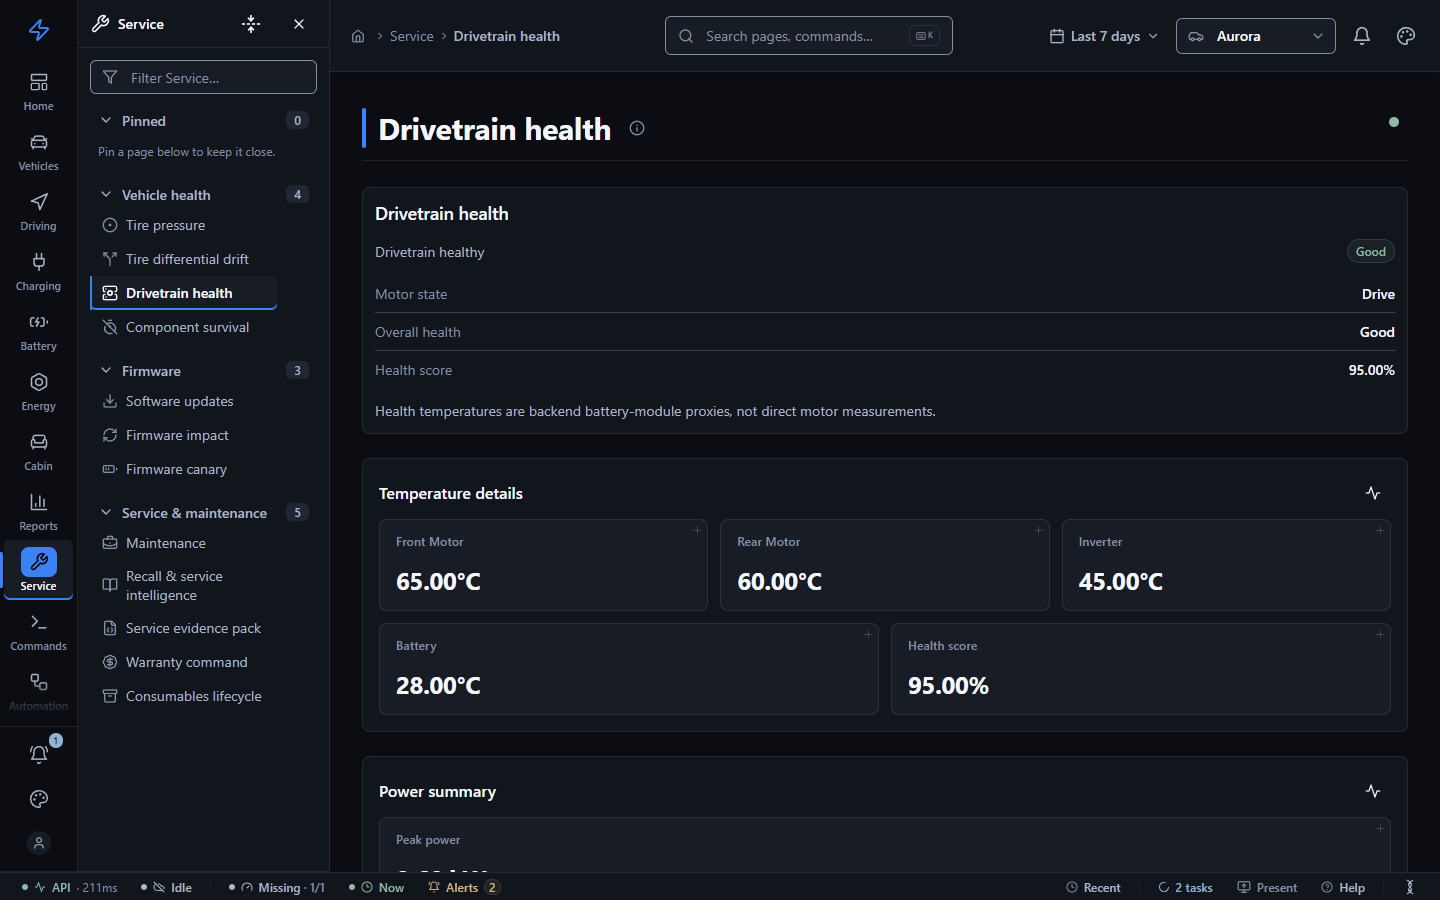 Service
Service
Drivetrain health
Search pages, commands...
K
Last 7 days
Aurora
Home
Vehicles
Driving
Charging
Battery
Energy
Cabin
Reports
Service
Commands
Automation
1
Filter Service...
Pinned
0
Pin a page below to keep it close.
Vehicle health
4
Tire pressure
Tire differential drift
Drivetrain health
Component survival
Firmware
3
Software updates
Firmware impact
Firmware canary
Service & maintenance
5
Maintenance
Recall & service
intelligence
Service evidence pack
Warranty command
Consumables lifecycle
Drivetrain health
Drivetrain health
Drivetrain healthy
Good
Motor state
Drive
Overall health
Good
Health score
95.00%
Health temperatures are backend battery-module proxies, not direct motor measurements.
Temperature details
Front Motor
65.00°C
Rear Motor
60.00°C
Inverter
45.00°C
Battery
28.00°C
Health score
95.00%
Power summary
Peak power
API · 211ms
Idle
Missing · 1/1
Now
Alerts 2
Recent
2 tasks
Present
Help